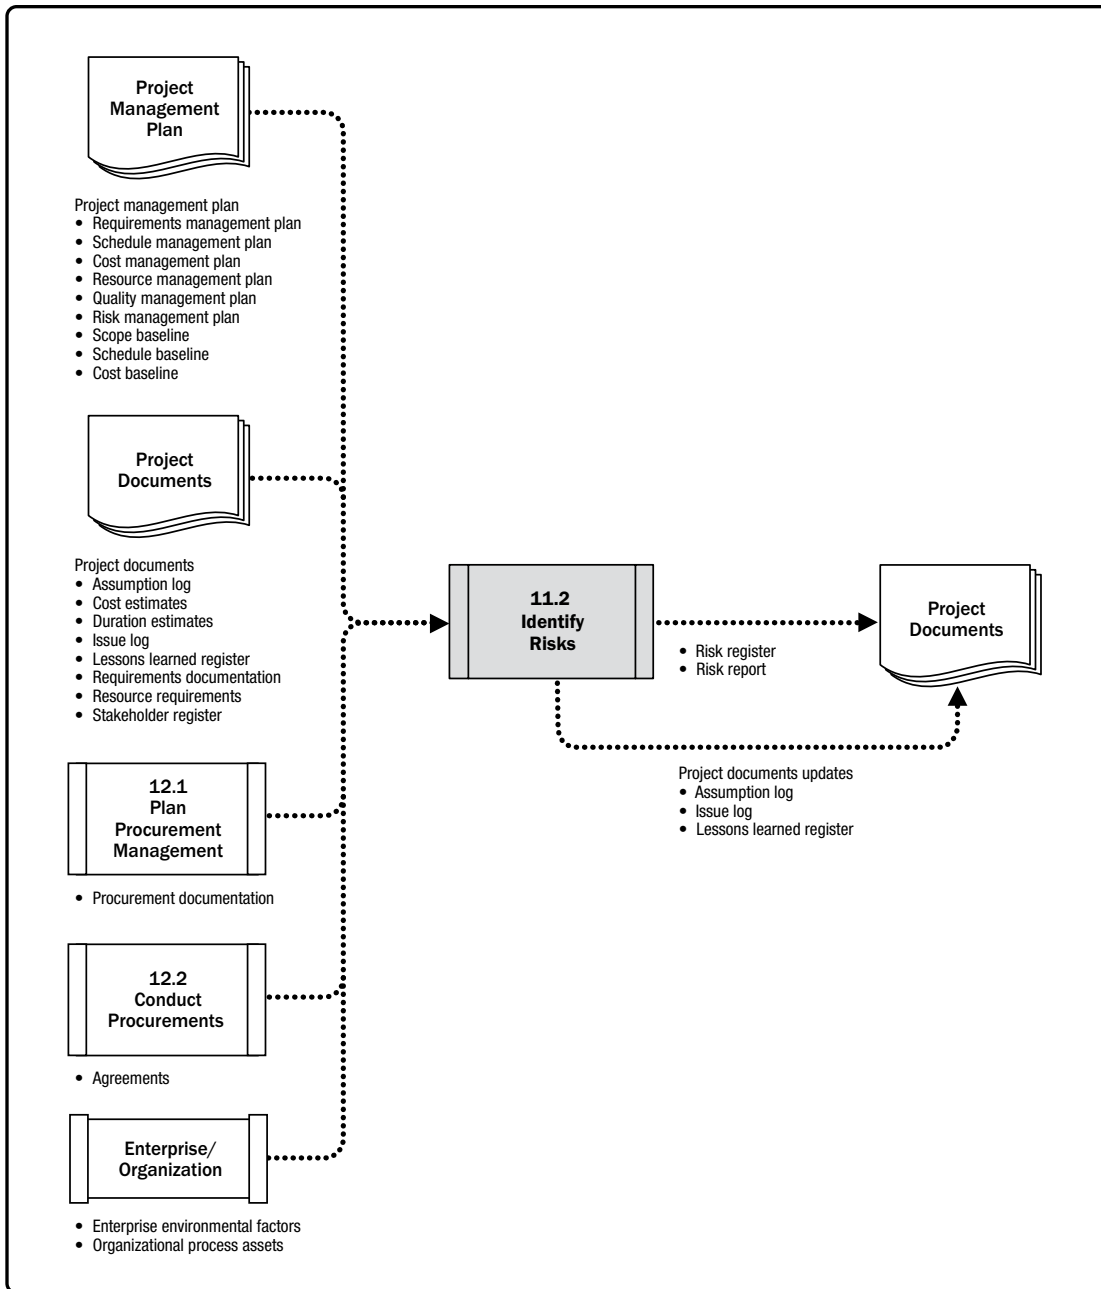 Project
Management
Plan
Project management plan
• Requirements management plan
• Schedule management plan
• Cost management plan
• Resource management plan
• Quality management plan
• Risk management plan
• Scope baseline
• Schedule baseline
• Cost baseline
Project
Documents
Project documents
• Assumption log
• Cost estimates
• Duration estimates
• Issue log
• Lessons learned register
• Requirements documentation
• Resource requirements
• Stakeholder register
12.1
Plan
Procurement
Management
• Procurement documentation
12.2
Conduct
Procurements
• Agreements
Enterprise/
Organization
• Enterprise environmental factors
• Organizational process assets
11.2
Identify
Risks
• Risk register
• Risk report
Project documents updates
• Assumption log
• Issue log
• Lessons learned register
Project
Documents